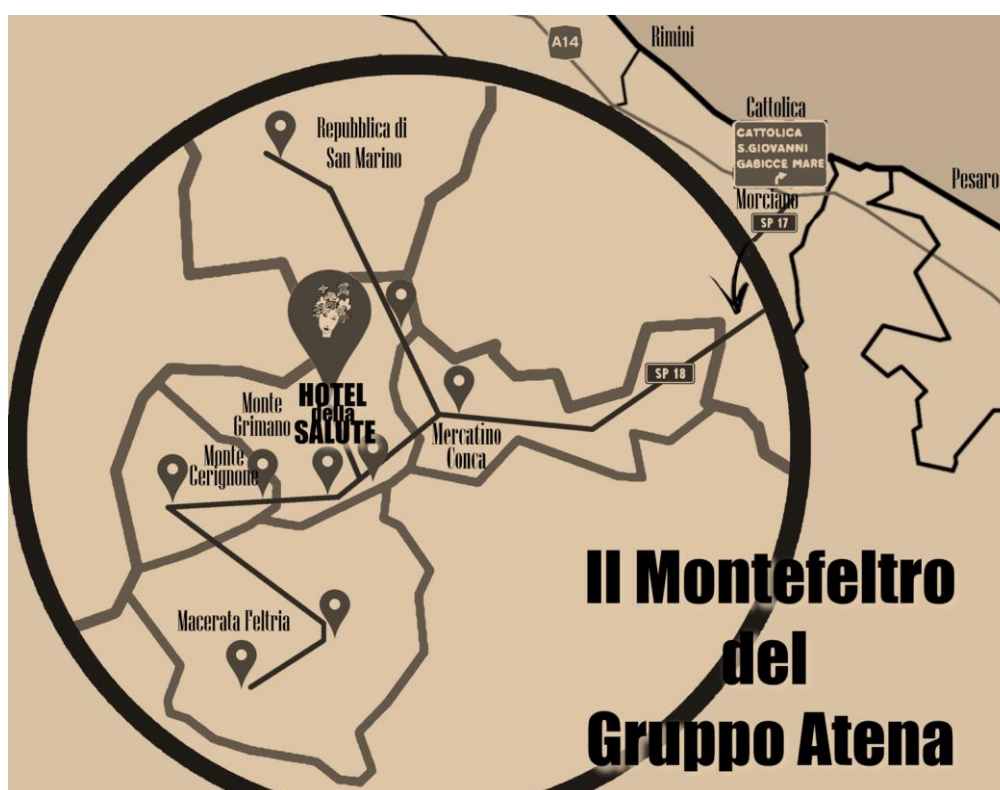 Rimini
A14
Cattolica
CATTOLICA
S.GIOVANNI
GABICCE MARE
Pesaro
Morciano
SP 17
Repubblica di
San Marino
SP 18
HOTEL
della
SALUTE
Monte
Grimano
Mercatino
Conca
Monte
Cerignone
Macerata Feltria
Il Montefeltro
del
Gruppo Atena